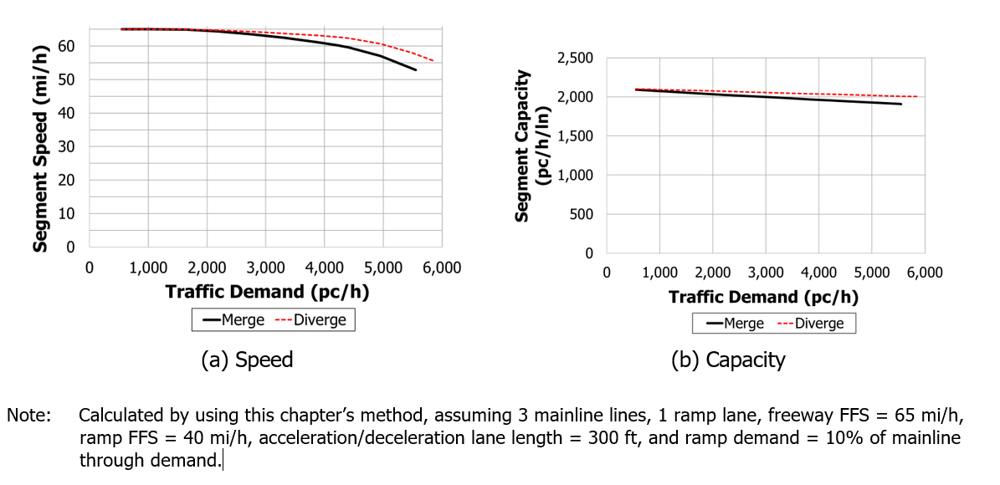 Segment Speed (mi/h)
60
50
40
30
20
10
0
0 1,000 2,000 3,000 4,000 5,000 6,000
Traffic Demand (pc/h)
Merge Diverge
(a) Speed
Segment Capacity
(pc/h/ln)
2,500
2,000
1,500
1,000
500
0
0 1,000 2,000 3,000 4,000 5,000 6,000
Traffic Demand (pc/h)
Merge Diverge
(b) Capacity
Note: Calculated by using this chapter’s method, assuming 3 mainline lines, 1 ramp lane, freeway FFS = 65 mi/h,
ramp FFS = 40 mi/h, acceleration/deceleration lane length = 300 ft, and ramp demand = 10% of mainline
through demand.